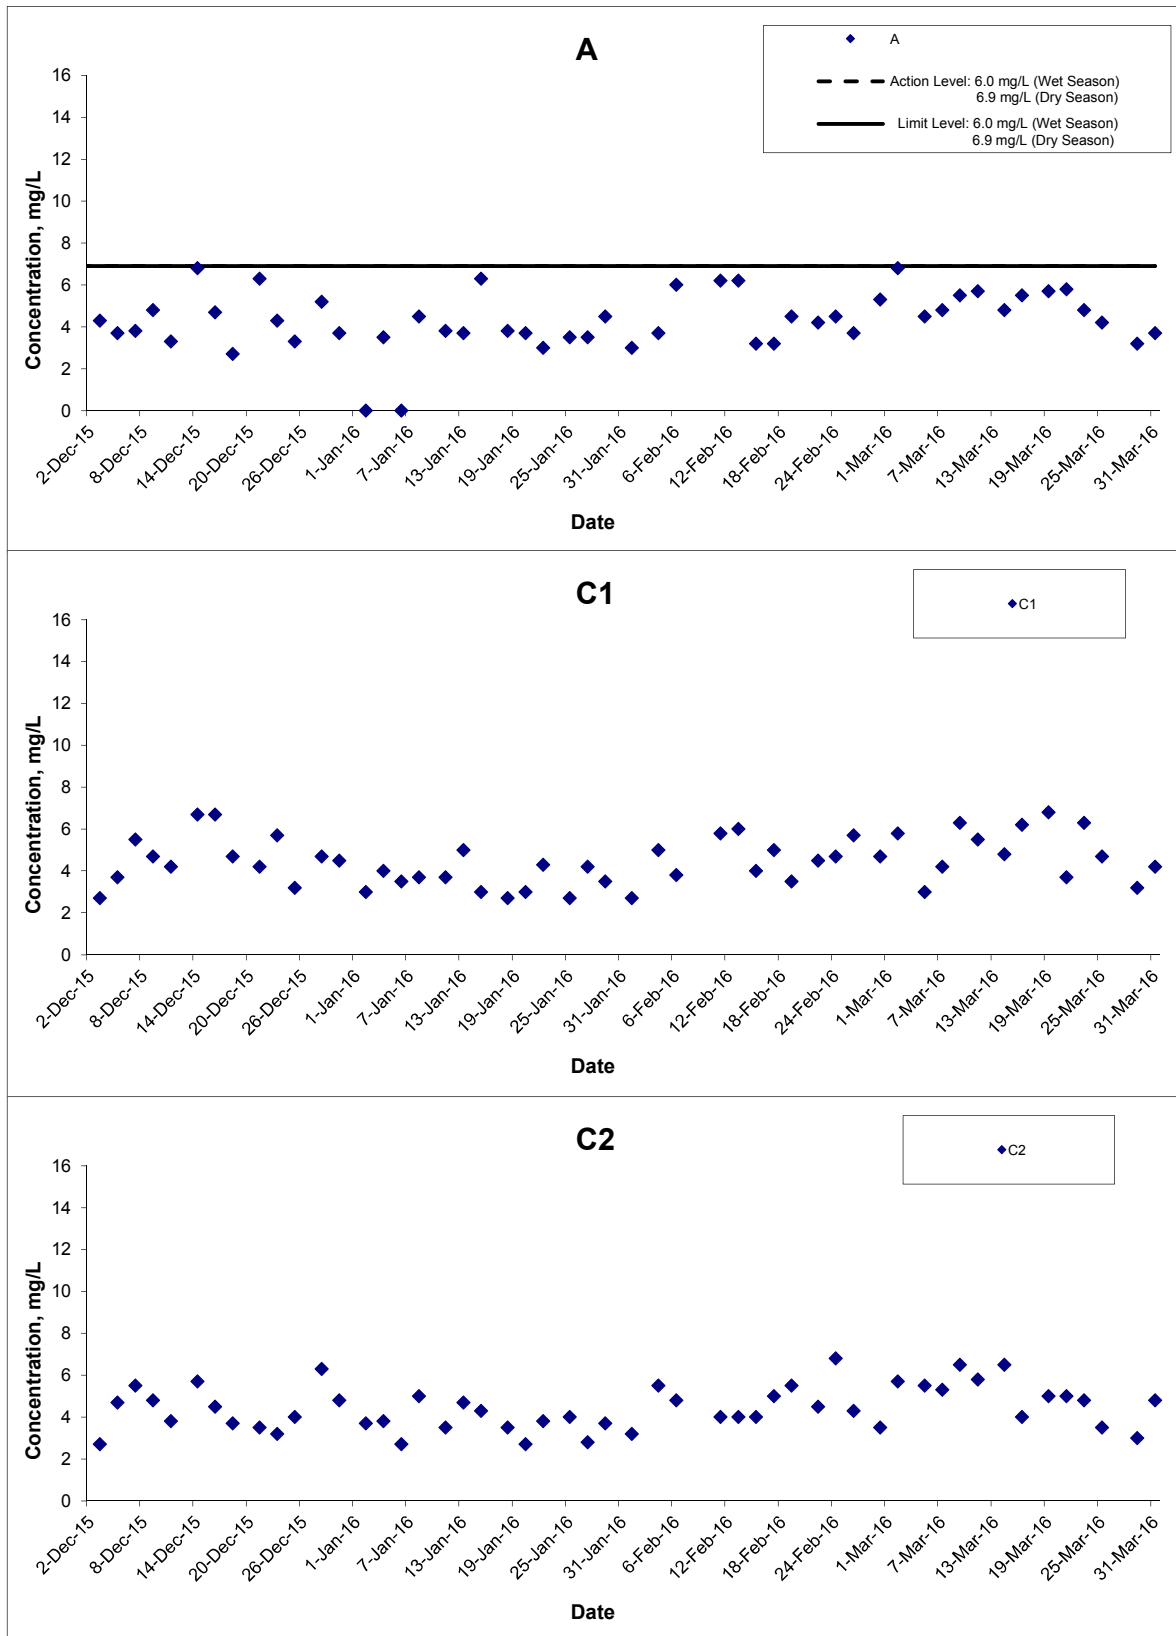 A
A
Action Level: 6.0 mg/L (Wet Season)
6.9 mg/L (Dry Season)
Limit Level: 6.0 mg/L (Wet Season)
6.9 mg/L (Dry Season)
Concentration, mg/L
16
14
12
10
8
6
4
2
0
2-Dec-15
8-Dec-15
14-Dec-15
20-Dec-15
26-Dec-15
1-Jan-16
7-Jan-16
13-Jan-16
19-Jan-16
25-Jan-16
31-Jan-16
6-Feb-16
12-Feb-16
18-Feb-16
24-Feb-16
1-Mar-16
7-Mar-16
13-Mar-16
19-Mar-16
25-Mar-16
31-Mar-16
Date
C1
C1
Concentration, mg/L
16
14
12
10
8
6
4
2
0
2-Dec-15
8-Dec-15
14-Dec-15
20-Dec-15
26-Dec-15
1-Jan-16
7-Jan-16
13-Jan-16
19-Jan-16
25-Jan-16
31-Jan-16
6-Feb-16
12-Feb-16
18-Feb-16
24-Feb-16
1-Mar-16
7-Mar-16
13-Mar-16
19-Mar-16
25-Mar-16
31-Mar-16
Date
C2
C2
Concentration, mg/L
16
14
12
10
8
6
4
2
0
2-Dec-15
8-Dec-15
14-Dec-15
20-Dec-15
26-Dec-15
1-Jan-16
7-Jan-16
13-Jan-16
19-Jan-16
25-Jan-16
31-Jan-16
6-Feb-16
12-Feb-16
18-Feb-16
24-Feb-16
1-Mar-16
7-Mar-16
13-Mar-16
19-Mar-16
25-Mar-16
31-Mar-16
Date